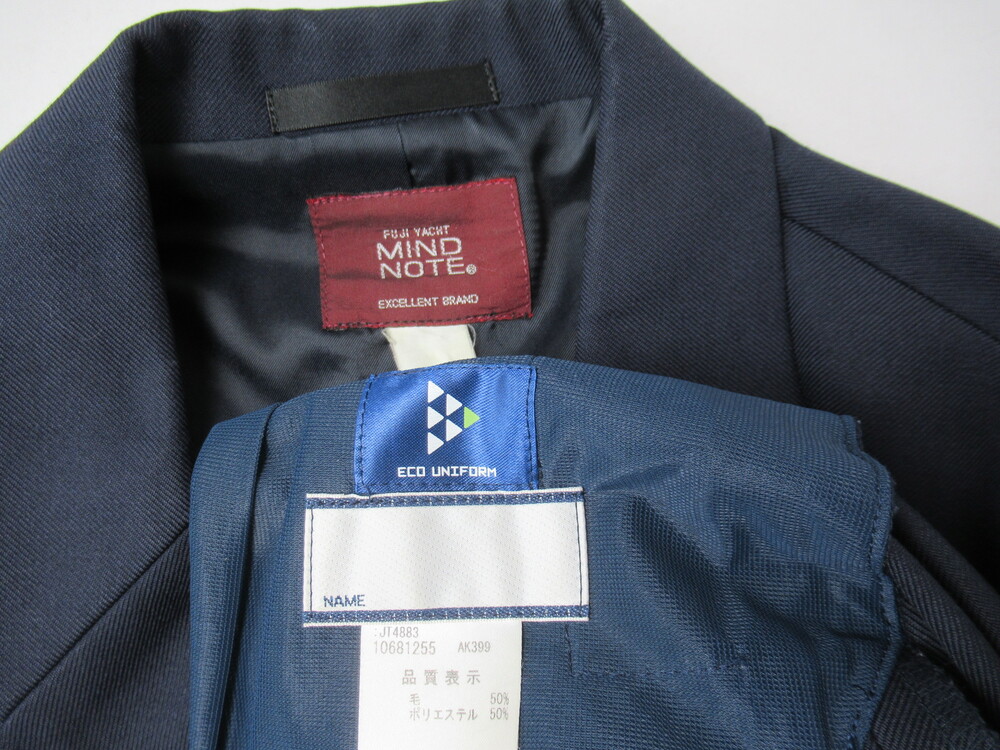 FUJI YACHT
MIND
NOTE®
EXCELLENT BRAND
ECO UNIFORM
NAME
:JT4883
10681255 AK399
品質表示
毛 50%
ポリエステル 50%